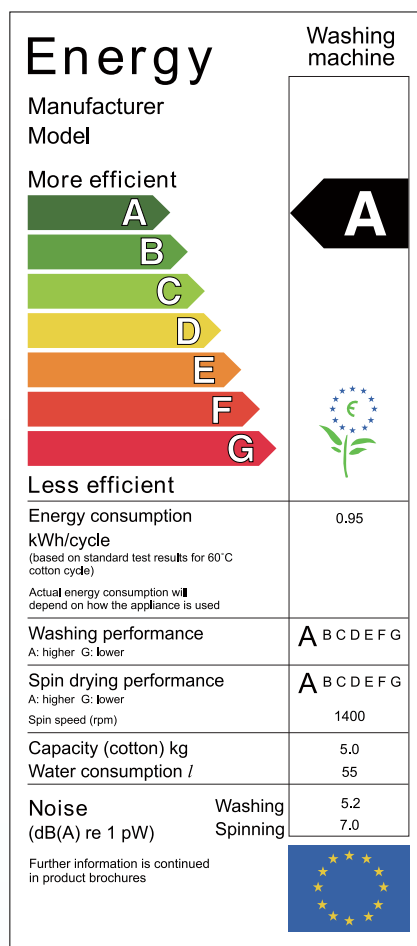 Energy
Washing
machine
Manufacturer
Model
More efficient
A
A
B
C
D
E
F
G
Less efficient
Energy consumption
0.95
kWh/cycle
(based on standard test results for 60˚C
cotton cycle)
Actual energy consumption will
depend on how the appliance is used
Washing performance
A B C D E F G
A: higher G: lower
Spin drying performance
A B C D E F G
A: higher G: lower
Spin speed (rpm)
1400
Capacity (cotton) kg
5.0
Water consumption l
55
Noise
(dB(A) re 1 pW)
Washing
5.2
Spinning
7.0
Further information is continued
in product brochures